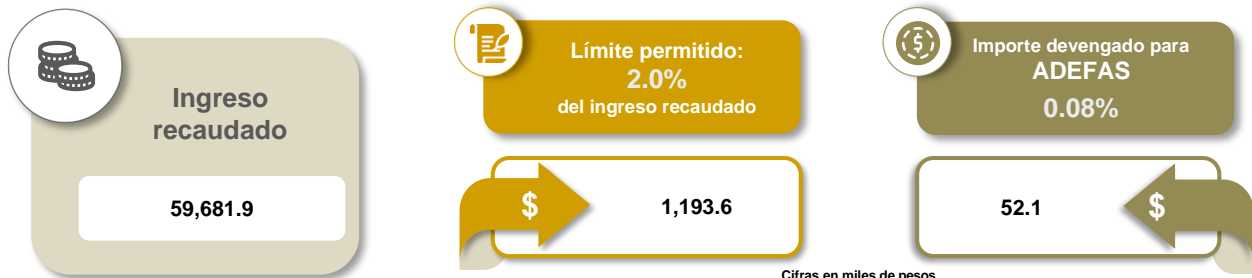 Ingreso
recaudado
59,681.9
Límite permitido:
2.0%
del ingreso recaudado
$
1,193.6
Importe devengado para
ADEFAS
0.08%
52.1
$
Cifras en miles de pesos